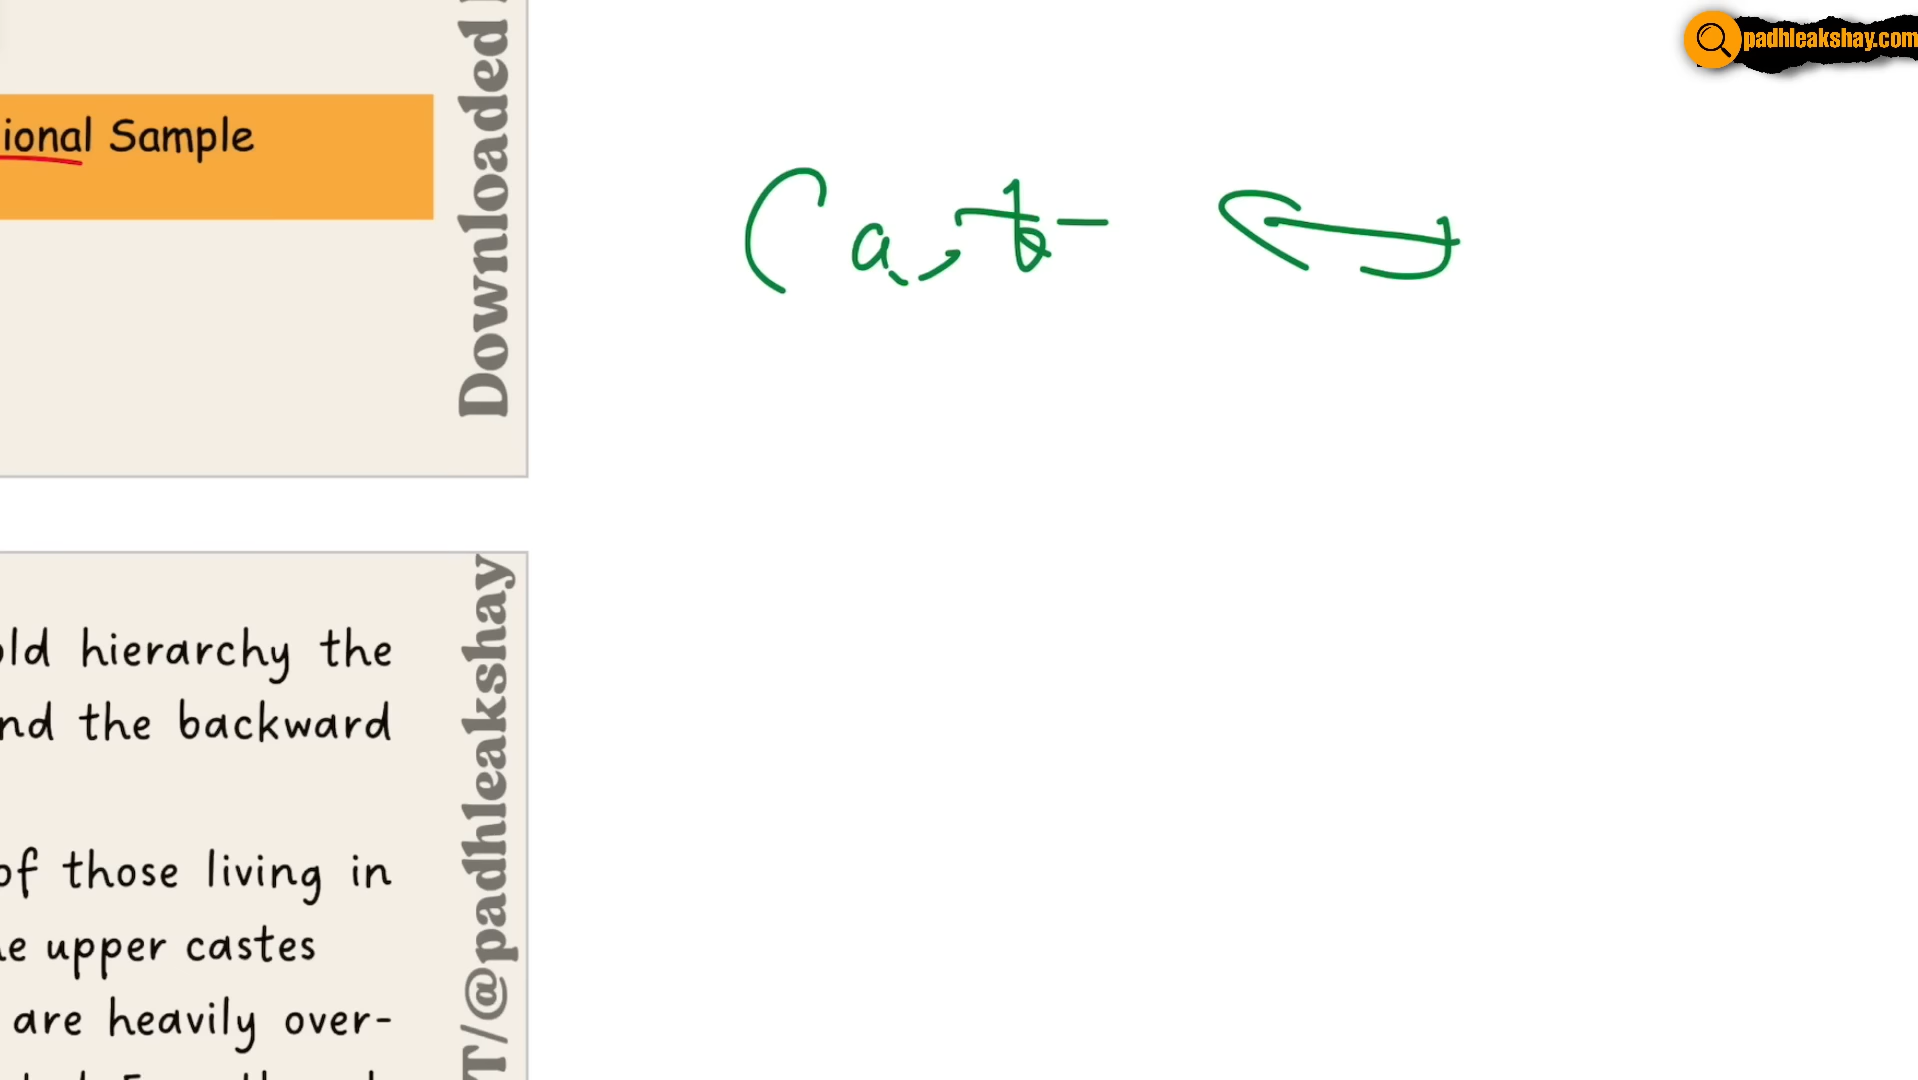 padhleakshay.com
Downloaded
ional Sample
Cast
old hierarchy the
nd the backward
of those living in
e upper castes
are heavily over-
T/@padhleakshay